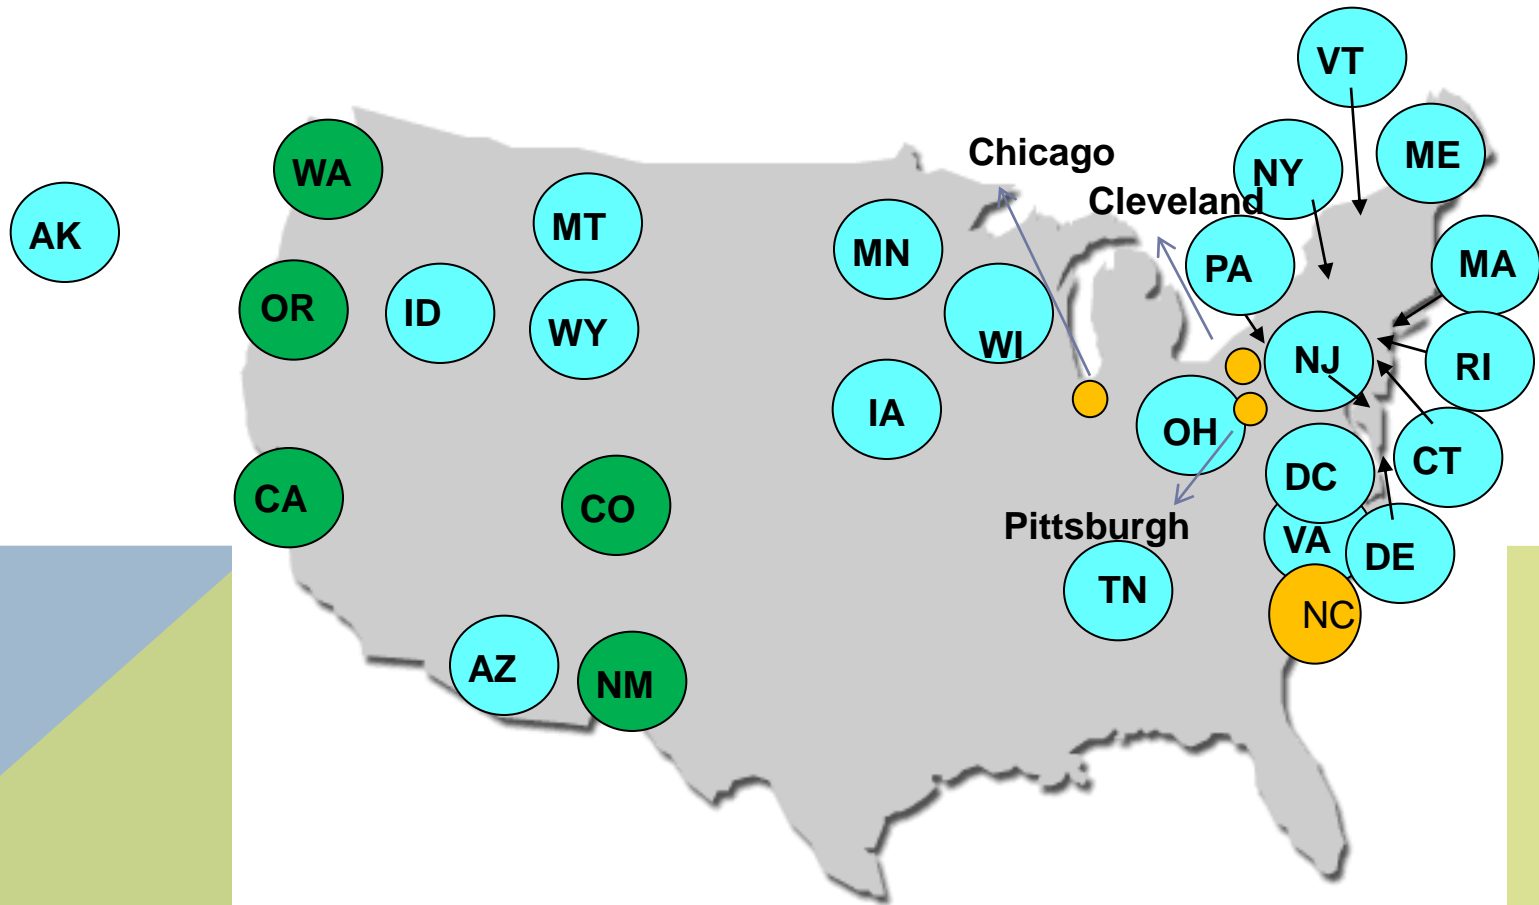 VT
Chicago
ME
WA
NY
Cleveland
AK
MT
MN
PA
MA
OR
ID
WY
WI
NJ
RI
IA
OH
CT
DC
CA
CO
Pittsburgh
VA
DE
TN
NC
AZ
NM